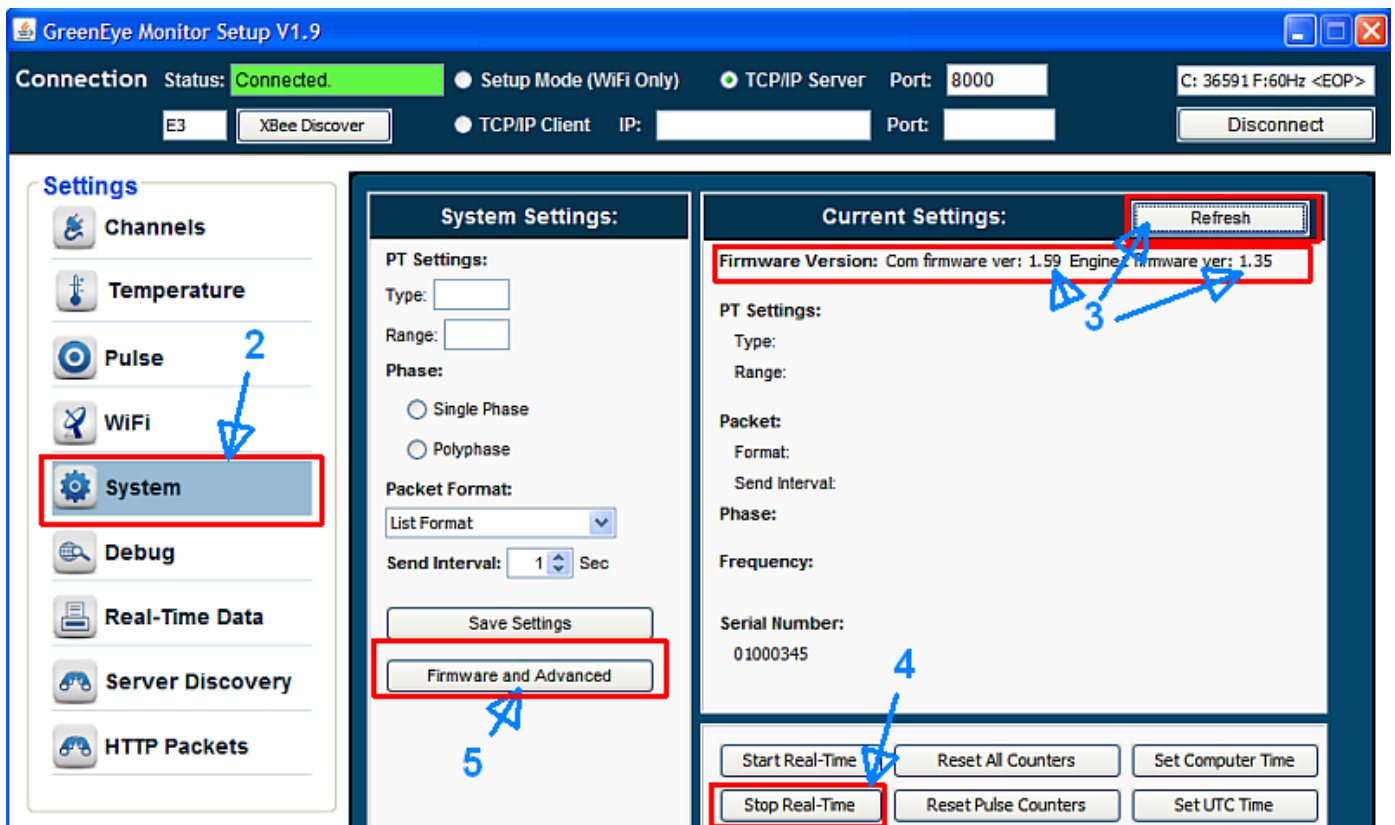 GreenEye Monitor Setup V1.9
Connection Status: Connected. Setup Mode (WiFi Only) TCP/IP Server Port: 8000 C: 36591 F:60Hz <EOP>
E3 XBee Discover TCP/IP Client IP: Port: Disconnect
Settings
Channels
Temperature
Pulse
2
WiFi
System
Debug
Real-Time Data
Server Discovery
HTTP Packets
System Settings:
PT Settings:
Type:
Range:
Phase:
Single Phase
Polyphase
Packet Format:
List Format
Send Interval: 1 Sec
Save Settings
Firmware and Advanced
5
Current Settings: Refresh
Firmware Version: Com firmware ver: 1.59 Engine firmware ver: 1.35
3
PT Settings:
Type:
Range:
Packet:
Format:
Send Interval:
Phase:
Frequency:
Serial Number:
01000345
4
Start Real-Time Reset All Counters Set Computer Time
Stop Real-Time Reset Pulse Counters Set UTC Time